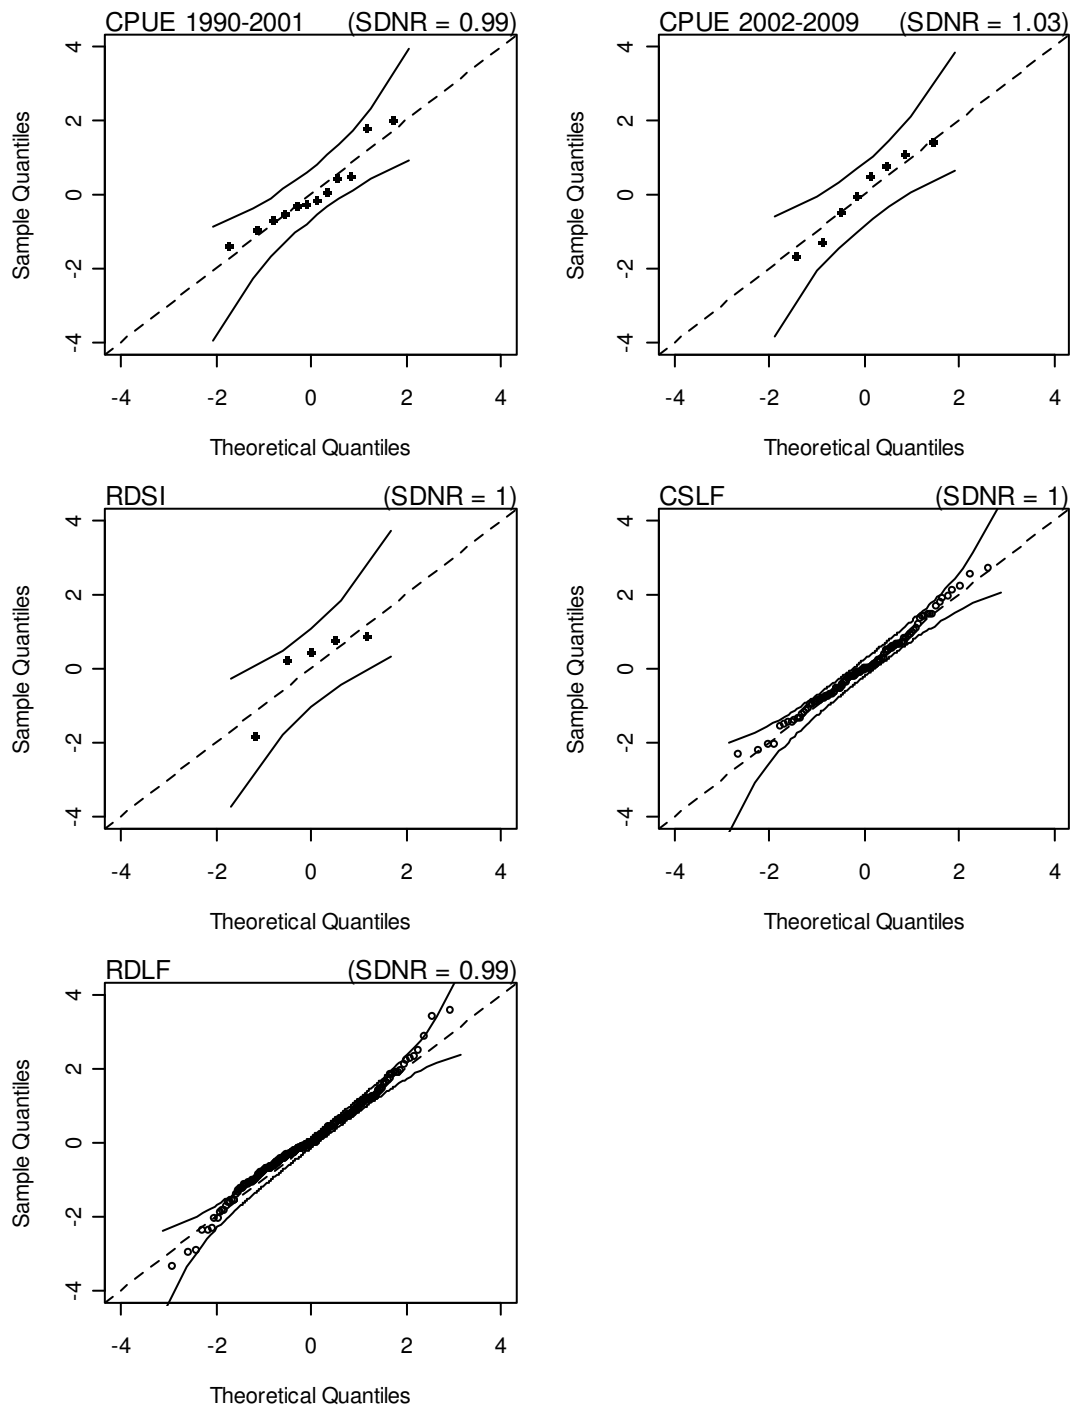 CPUE 1990-2001 (SDNR = 0.99)
4
2
0
-2
-4
Sample Quantiles
-4 -2 0 2 4
Theoretical Quantiles
CPUE 2002-2009 (SDNR = 1.03)
4
2
0
-2
-4
Sample Quantiles
-4 -2 0 2 4
Theoretical Quantiles
RDSI (SDNR = 1)
4
2
0
-2
-4
Sample Quantiles
-4 -2 0 2 4
Theoretical Quantiles
CSLF (SDNR = 1)
4
2
0
-2
-4
Sample Quantiles
-4 -2 0 2 4
Theoretical Quantiles
RDLF (SDNR = 0.99)
4
2
0
-2
-4
Sample Quantiles
-4 -2 0 2 4
Theoretical Quantiles